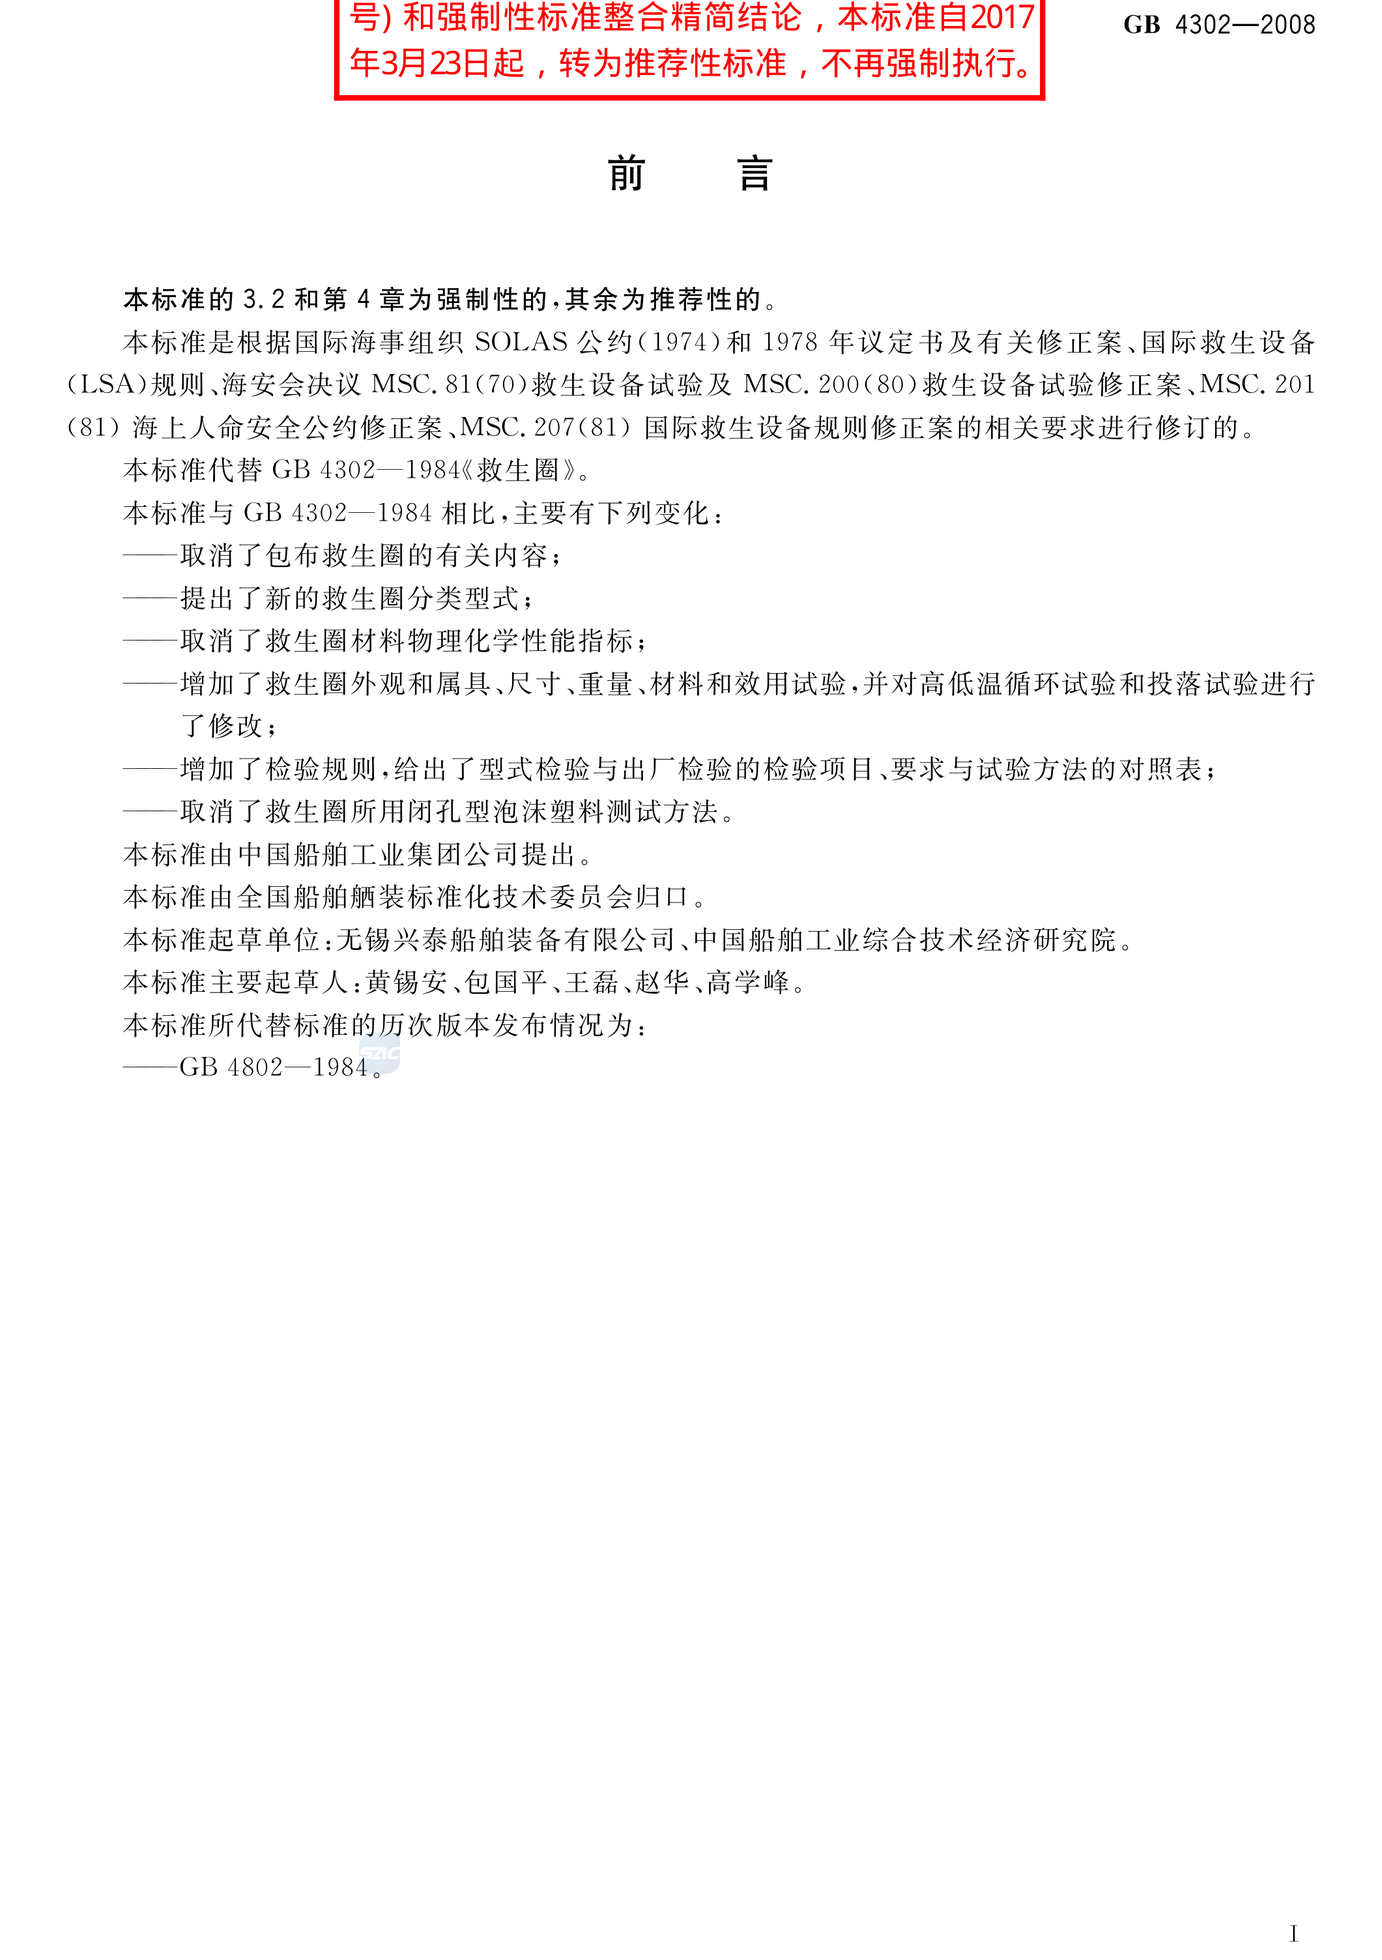 号) 和强制性标准整合精简结论，本标准自2017
年3月23日起，转为推荐性标准，不再强制执行。
GB 4302—2008
前 言
本标准的 3.2 和第 4 章为强制性的,其余为推荐性的。
本标准是根据国际海事组织 SOLAS 公约(1974)和 1978 年议定书及有关修正案、国际救生设备
(LSA)规则、海安会决议 MSC.81(70)救生设备试验及 MSC.200(80)救生设备试验修正案、MSC.201
(81) 海上人命安全公约修正案、MSC.207(81) 国际救生设备规则修正案的相关要求进行修订的。
本标准代替 GB 4302—1984《救生圈》。
本标准与 GB 4302—1984 相比,主要有下列变化:
——取消了包布救生圈的有关内容;
——提出了新的救生圈分类型式;
——取消了救生圈材料物理化学性能指标;
——增加了救生圈外观和属具、尺寸、重量、材料和效用试验,并对高低温循环试验和投落试验进行
了修改;
——增加了检验规则,给出了型式检验与出厂检验的检验项目、要求与试验方法的对照表;
——取消了救生圈所用闭孔型泡沫塑料测试方法。
本标准由中国船舶工业集团公司提出。
本标准由全国船舶舾装标准化技术委员会归口。
本标准起草单位:无锡兴泰船舶装备有限公司、中国船舶工业综合技术经济研究院。
本标准主要起草人:黄锡安、包国平、王磊、赵华、高学峰。
本标准所代替标准的历次版本发布情况为:
——GB 4802—1984。
SAC
I